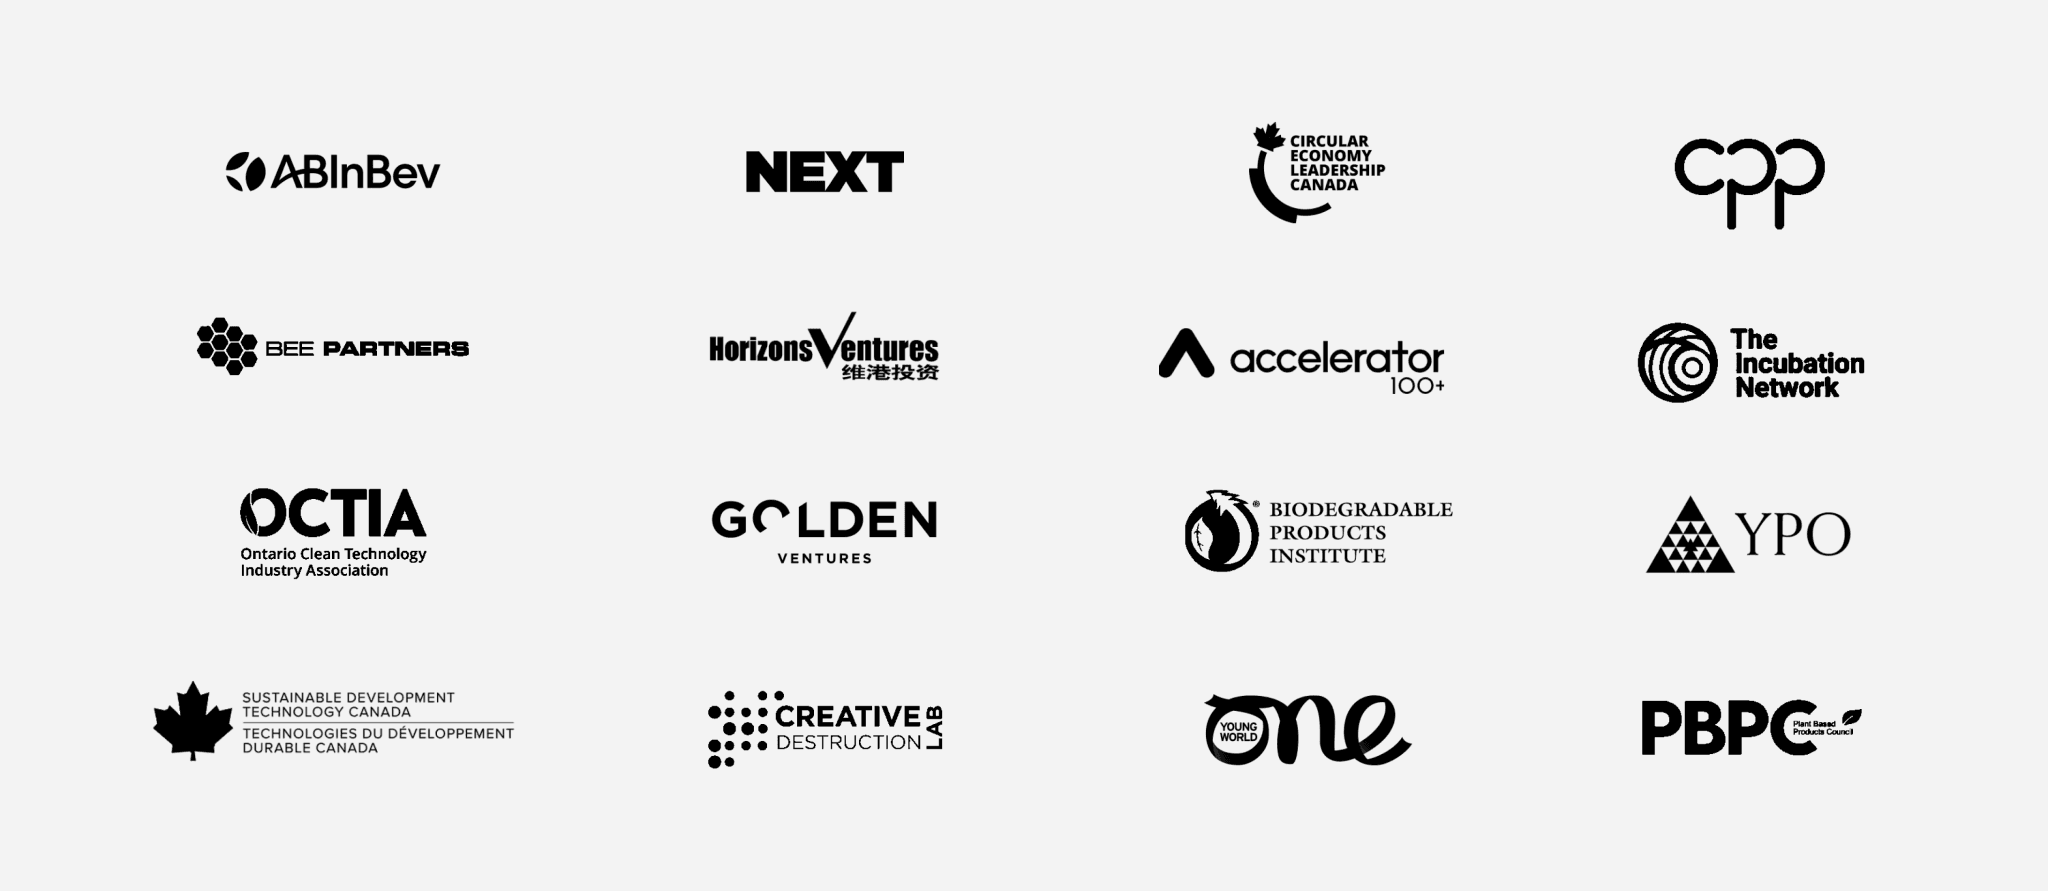 ABInBev
NEXT
CIRCULAR
ECONOMY
LEADERSHIP
CANADA
cpp
BEE PARTNERS
Horizons Ventures
维港投资
accelerator
100+
The
Incubation
Network
OCTIA
Ontario Clean Technology
Industry Association
GOLDEN
VENTURES
®
BIODEGRADABLE
PRODUCTS
INSTITUTE
YPO
SUSTAINABLE DEVELOPMENT
TECHNOLOGY CANADA
TECHNOLOGIES DU DÉVELOPPEMENT
DURABLE CANADA
CREATIVE
DESTRUCTION
LAB
one
YOUNG
WORLD
PBPC
Plant Based
Products Council